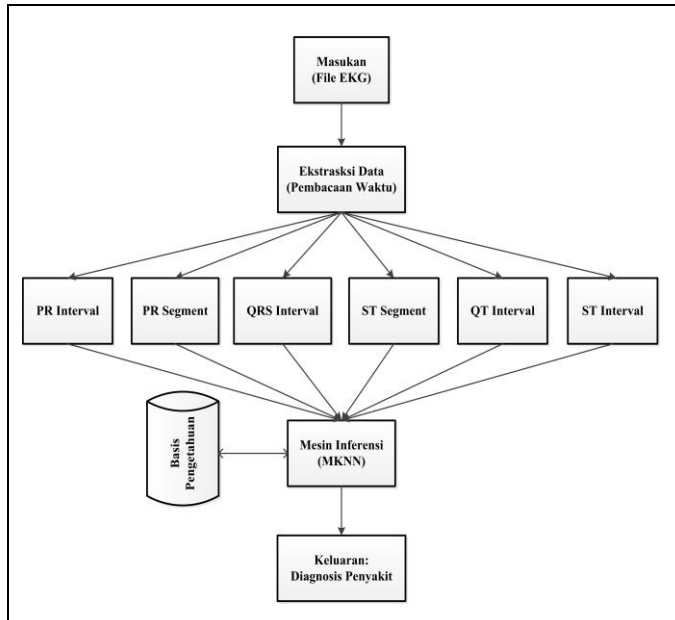 Masukan
(File EKG)
Ekstrasksi Data
(Pembacaan Waktu)
PR Interval
PR Segment
QRS Interval
ST Segment
QT Interval
ST Interval
Basis
Pengetahuan
Mesin Inferensi
(MKNN)
Keluaran:
Diagnosis Penyakit